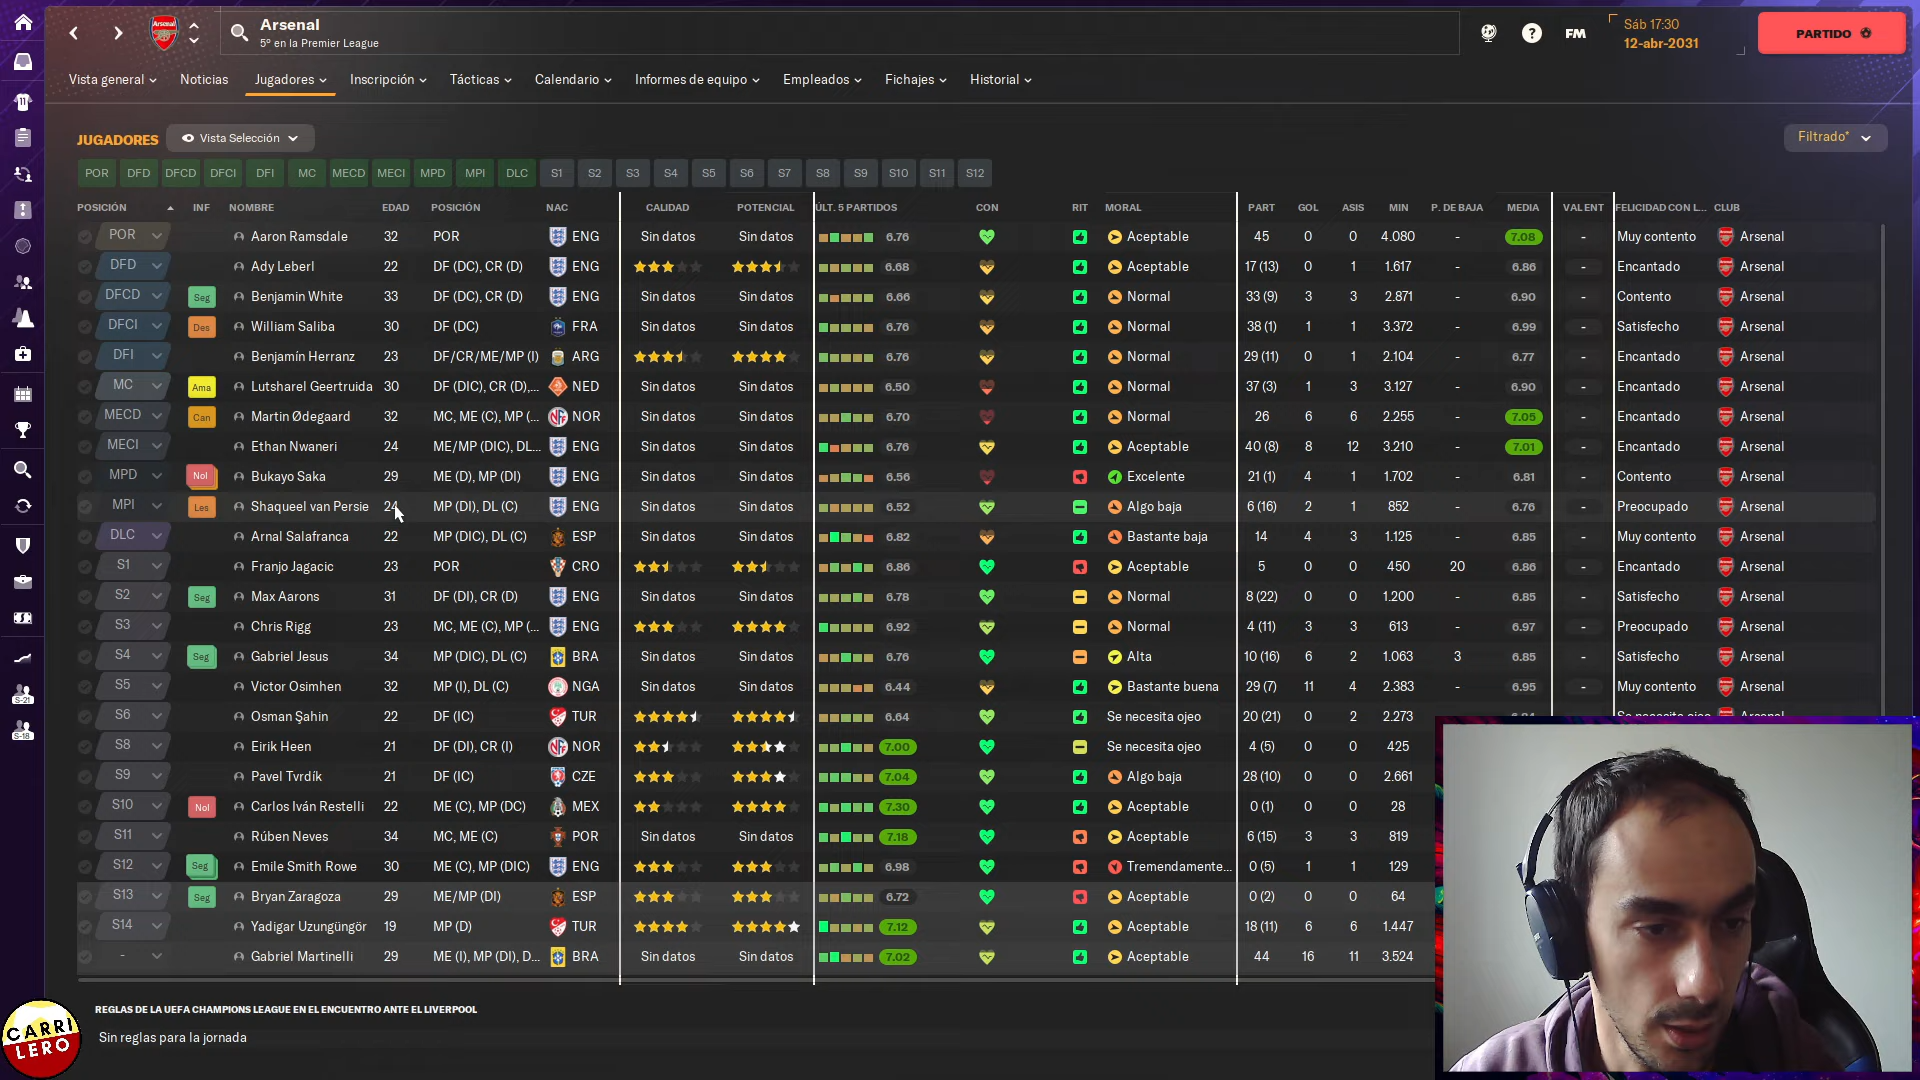 Arsenal
5º en la Premier League
FM
Sáb 17:30
12-abr-2031
PARTIDO
Vista general Noticias Jugadores Inscripción Tácticas Calendario Informes de equipo Empleados Fichajes Historial
JUGADORES Vista Selección Filtrado*
POR DFD DFCD DFCI DFI MC MECD MECI MPD MPI DLC S1 S2 S3 S4 S5 S6 S7 S8 S9 S10 S11 S12
POSICIÓN INF NOMBRE EDAD POSICIÓN NAC CALIDAD POTENCIAL ÚLT. 5 PARTIDOS CON RIT MORAL PART GOL ASIS MIN P. DE BAJA MEDIA VAL ENT FELICIDAD CON L... CLUB
POR Aaron Ramsdale 32 POR ENG Sin datos Sin datos 6.76 Aceptable 45 0 0 4.080 - 7.08 - Muy contento Arsenal
DFD Ady Leberl 22 DF (DC), CR (D) ENG 6.68 Aceptable 17 (13) 0 1 1.617 - 6.86 - Encantado Arsenal
DFCD Seg Benjamin White 33 DF (DC), CR (D) ENG Sin datos Sin datos 6.66 Normal 33 (9) 3 3 2.871 - 6.90 - Contento Arsenal
DFCI Des William Saliba 30 DF (DC) FRA Sin datos Sin datos 6.76 Normal 38 (1) 1 1 3.372 - 6.99 - Satisfecho Arsenal
DFI Benjamín Herranz 23 DF/CR/ME/MP (I) ARG 6.76 Normal 29 (11) 0 1 2.104 - 6.77 - Encantado Arsenal
MC Ama Lutsharel Geertruida 30 DF (DIC), CR (D),... NED Sin datos Sin datos 6.50 Normal 37 (3) 1 3 3.127 - 6.90 - Encantado Arsenal
MECD Can Martin Ødegaard 32 MC, ME (C), MP (... NOR Sin datos Sin datos 6.70 Normal 26 6 6 2.255 - 7.05 - Encantado Arsenal
MECI Ethan Nwaneri 24 ME/MP (DIC), DL... ENG Sin datos Sin datos 6.76 Aceptable 40 (8) 8 12 3.210 - 7.01 - Encantado Arsenal
MPD Nol Bukayo Saka 29 ME (D), MP (DI) ENG Sin datos Sin datos 6.56 Excelente 21 (1) 4 1 1.702 - 6.81 - Contento Arsenal
MPI Les Shaqueel van Persie 24 MP (DI), DL (C) ENG Sin datos Sin datos 6.52 Algo baja 6 (16) 2 1 852 - 6.76 - Preocupado Arsenal
DLC Arnal Salafranca 22 MP (DIC), DL (C) ESP Sin datos Sin datos 6.82 Bastante baja 14 4 3 1.125 - 6.85 - Muy contento Arsenal
S1 Franjo Jagacic 23 POR CRO 6.86 Aceptable 5 0 0 450 20 6.86 - Encantado Arsenal
S2 Seg Max Aarons 31 DF (DI), CR (D) ENG Sin datos Sin datos 6.78 Normal 8 (22) 0 0 1.200 - 6.85 - Satisfecho Arsenal
S3 Chris Rigg 23 MC, ME (C), MP (... ENG 6.92 Normal 4 (11) 3 3 613 - 6.97 - Preocupado Arsenal
S4 Seg Gabriel Jesus 34 MP (DIC), DL (C) BRA Sin datos Sin datos 6.76 Alta 10 (16) 6 2 1.063 3 6.85 - Satisfecho Arsenal
S5 Victor Osimhen 32 MP (I), DL (C) NGA Sin datos Sin datos 6.44 Bastante buena 29 (7) 11 4 2.383 - 6.95 - Muy contento Arsenal
S6 Osman Şahin 22 DF (IC) TUR 6.64 Se necesita ojeo 20 (21) 0 2 2.273
S8 Eirik Heen 21 DF (DI), CR (I) NOR 7.00 Se necesita ojeo 4 (5) 0 0 425
S9 Pavel Tvrdík 21 DF (IC) CZE 7.04 Algo baja 28 (10) 0 0 2.661
S10 Nol Carlos Iván Restelli 22 ME (C), MP (DC) MEX 7.30 Aceptable 0 (1) 0 0 28
S11 Rúben Neves 34 MC, ME (C) POR Sin datos Sin datos 7.18 Aceptable 6 (15) 3 3 819
S12 Seg Emile Smith Rowe 30 ME (C), MP (DIC) ENG 6.98 Tremendamente... 0 (5) 1 1 129
S13 Seg Bryan Zaragoza 29 ME/MP (DI) ESP 6.72 Aceptable 0 (2) 0 0 64
S14 Yadigar Uzungüngör 19 MP (D) TUR 7.12 Aceptable 18 (11) 6 6 1.447
- Gabriel Martinelli 29 ME (I), MP (DI), D... BRA Sin datos Sin datos 7.02 Aceptable 44 16 11 3.524
S-21
S-18
REGLAS DE LA UEFA CHAMPIONS LEAGUE EN EL ENCUENTRO ANTE EL LIVERPOOL
Sin reglas para la jornada
CARRI
LERO